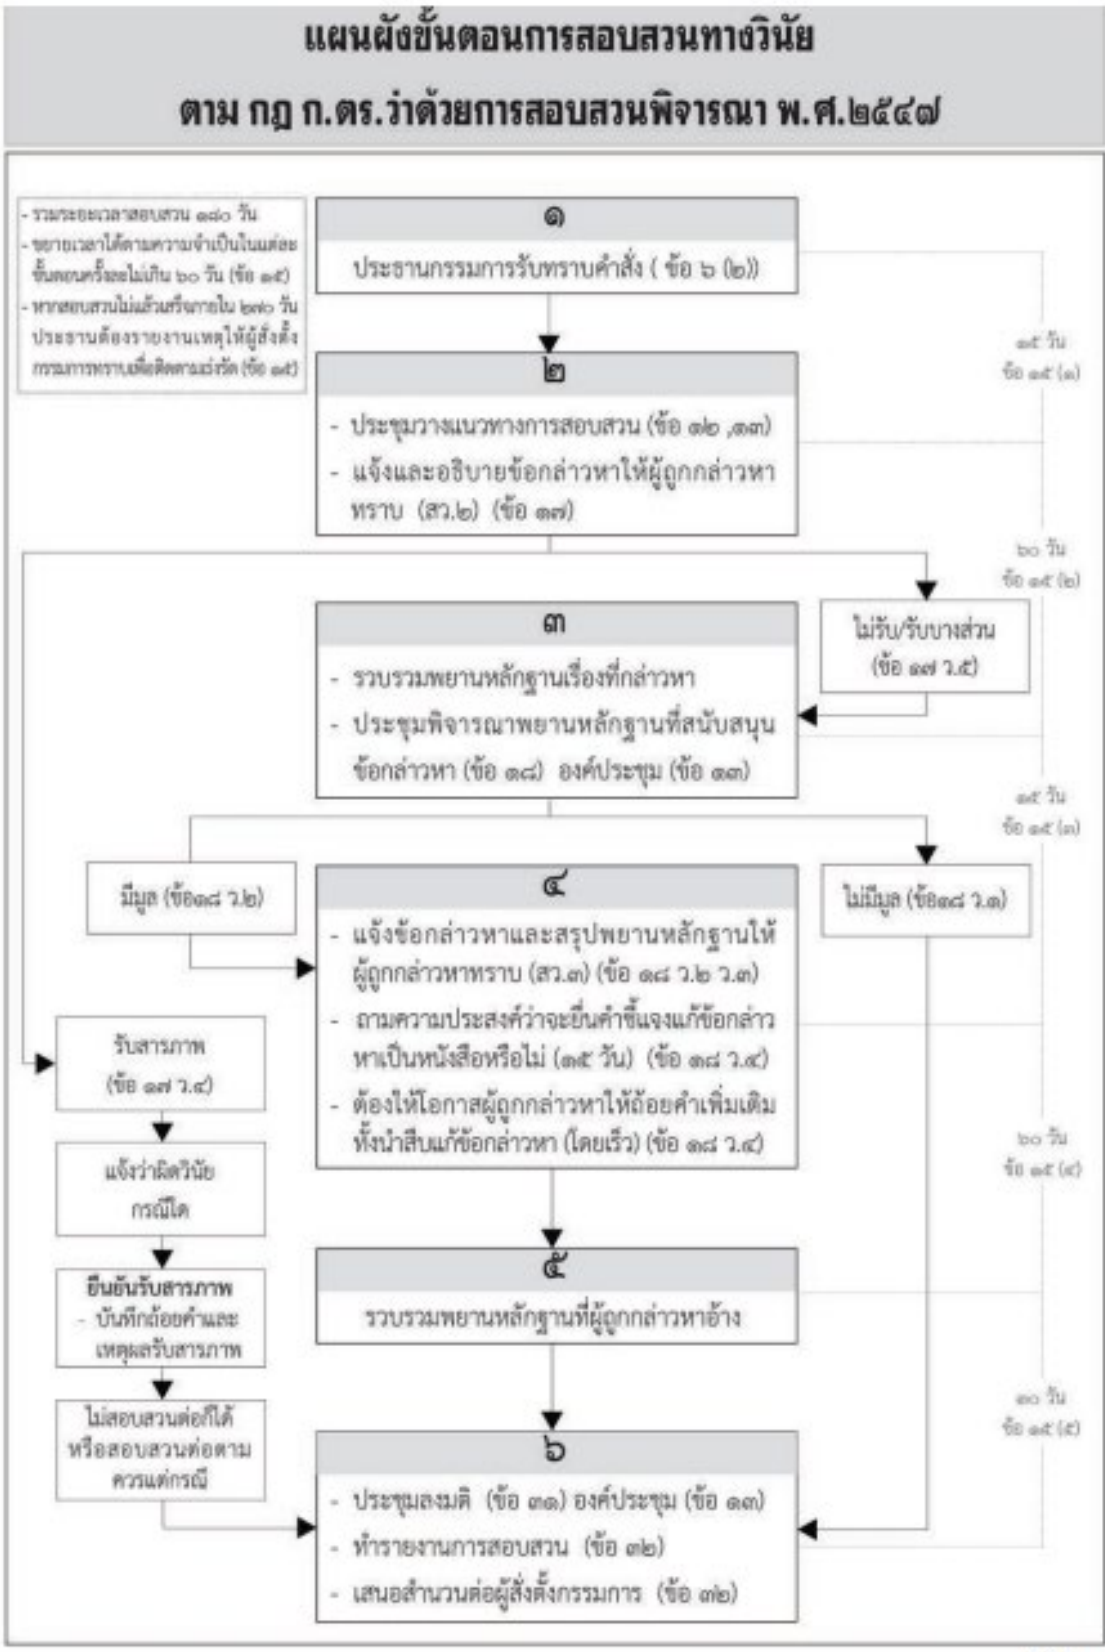 แผนผังขั้นตอนการสอบสวนทางวินัย
ตาม กฎ ก.ตร.ว่าด้วยการสอบสวนพิจารณา พ.ศ.๒๕๔๗
- รวมระยะเวลาสอบสวน ๑๘๐ วัน
- ขยายเวลาได้ตามความจำเป็นในแต่ละ
ขั้นตอนครั้งละไม่เกิน ๖๐ วัน (ข้อ ๑๕)
- หากสอบสวนไม่แล้วเสร็จภายใน ๒๗๐ วัน
ประธานต้องรายงานเหตุให้ผู้สั่งตั้ง
กรรมการทราบเพื่อติดตามเร่งรัด (ข้อ ๑๕)
๑
ประธานกรรมการรับทราบคำสั่ง ( ข้อ ๖ (๒))
๑๕ วัน
ข้อ ๑๕ (๑)
๒
- ประชุมวางแนวทางการสอบสวน (ข้อ ๑๒ ,๑๓)
- แจ้งและอธิบายข้อกล่าวหาให้ผู้ถูกกล่าวหา
ทราบ (สว.๒) (ข้อ ๑๗)
๖๐ วัน
ข้อ ๑๕ (๒)
ไม่รับ/รับบางส่วน
(ข้อ ๑๗ ว.๕)
๓
- รวบรวมพยานหลักฐานเรื่องที่กล่าวหา
- ประชุมพิจารณาพยานหลักฐานที่สนับสนุน
ข้อกล่าวหา (ข้อ ๑๘) องค์ประชุม (ข้อ ๑๓)
๑๕ วัน
ข้อ ๑๕ (๓)
มีมูล (ข้อ๑๘ ว.๒)
ไม่มีมูล (ข้อ๑๘ ว.๑)
๔
- แจ้งข้อกล่าวหาและสรุปพยานหลักฐานให้
ผู้ถูกกล่าวหาทราบ (สว.๓) (ข้อ ๑๘ ว.๒ ว.๓)
- ถามความประสงค์ว่าจะยื่นคำชี้แจงแก้ข้อกล่าว
หาเป็นหนังสือหรือไม่ (๑๕ วัน) (ข้อ ๑๘ ว.๔)
- ต้องให้โอกาสผู้ถูกกล่าวหาให้ถ้อยคำเพิ่มเติม
ทั้งนำสืบแก้ข้อกล่าวหา (โดยเร็ว) (ข้อ ๑๘ ว.๔)
๖๐ วัน
ข้อ ๑๕ (๔)
รับสารภาพ
(ข้อ ๑๗ ว.๔)
แจ้งว่าผิดวินัย
กรณีใด
ยืนยันรับสารภาพ
- บันทึกถ้อยคำและ
เหตุผลรับสารภาพ
ไม่สอบสวนต่อก็ได้
หรือสอบสวนต่อตาม
ควรแต่กรณี
๕
รวบรวมพยานหลักฐานที่ผู้ถูกกล่าวหาอ้าง
๓๐ วัน
ข้อ ๑๕ (๕)
๖
- ประชุมลงมติ (ข้อ ๓๑) องค์ประชุม (ข้อ ๑๓)
- ทำรายงานการสอบสวน (ข้อ ๓๒)
- เสนอสำนวนต่อผู้สั่งตั้งกรรมการ (ข้อ ๓๒)